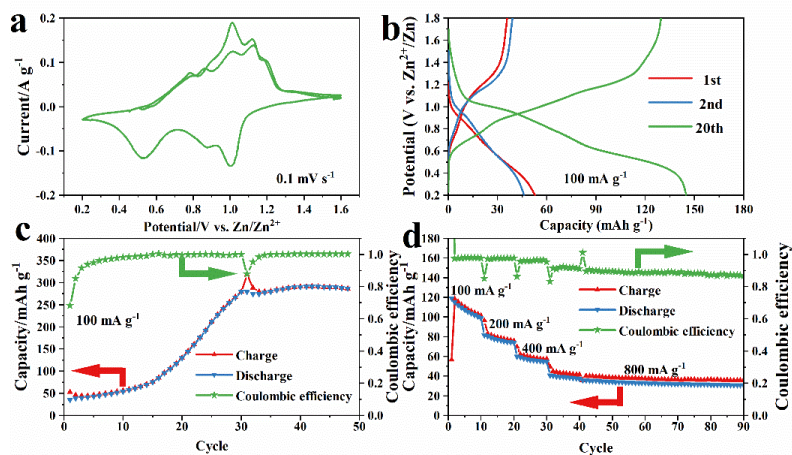 a
0.2
0.1
0.0
-0.1
-0.2
Current/A g⁻¹
0.1 mV s⁻¹
0.2 0.4 0.6 0.8 1.0 1.2 1.4 1.6
Potential/V vs. Zn/Zn²⁺
b
1.8
1.6
1.4
1.2
1.0
0.8
0.6
0.4
0.2
Potential (V vs. Zn²⁺/Zn)
1st
2nd
20th
100 mA g⁻¹
0 30 60 90 120 150 180
Capacity (mAh g⁻¹)
c
400
350
300
250
200
150
100
50
0
Capacity/mAh g⁻¹
100 mA g⁻¹
Charge
Discharge
Coulombic efficiency
1.0
0.8
0.6
0.4
0.2
0.0
Coulombic efficiency
0 10 20 30 40 50
Cycle
d
180
160
140
120
100
80
60
40
20
0
Capacity/mAh g⁻¹
100 mA g⁻¹
200 mA g⁻¹
400 mA g⁻¹
800 mA g⁻¹
Charge
Discharge
Coulombic efficiency
1.0
0.8
0.6
0.4
0.2
0.0
Coulombic efficiency
0 10 20 30 40 50 60 70 80 90
Cycle